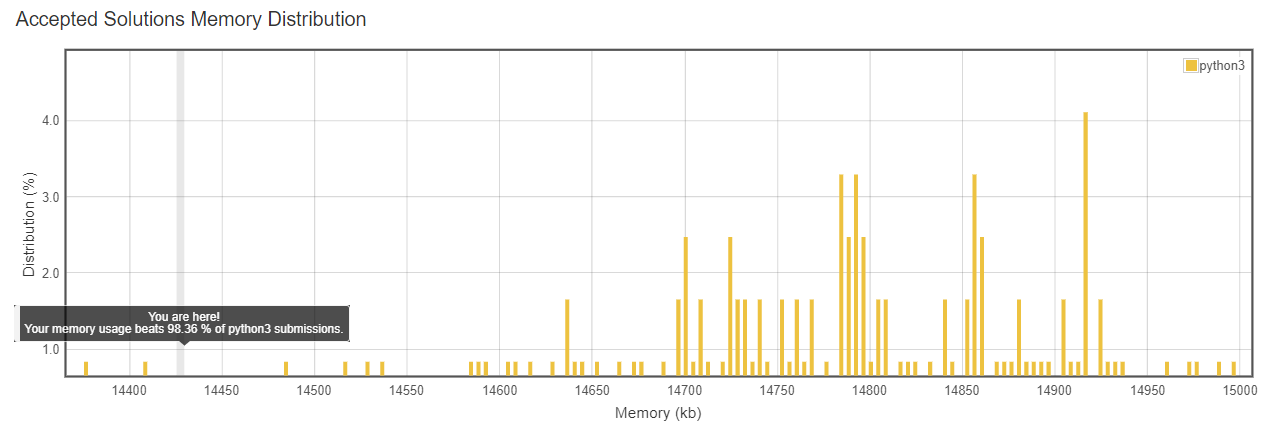 Accepted Solutions Memory Distribution
python3
4.0
3.0
2.0
1.0
Distribution (%)
You are here!
Your memory usage beats 98.36 % of python3 submissions.
14400 14450 14500 14550 14600 14650 14700 14750 14800 14850 14900 14950 15000
Memory (kb)